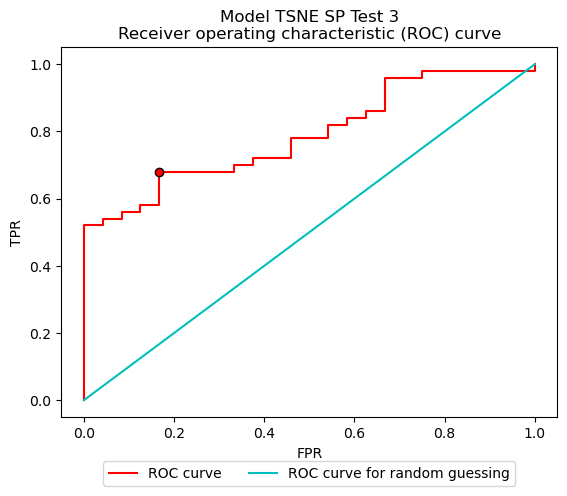 Model TSNE SP Test 3
Receiver operating characteristic (ROC) curve
1.0
0.8
0.6
0.4
0.2
0.0
TPR
0.0 0.2 0.4 0.6 0.8 1.0
FPR
ROC curve ROC curve for random guessing